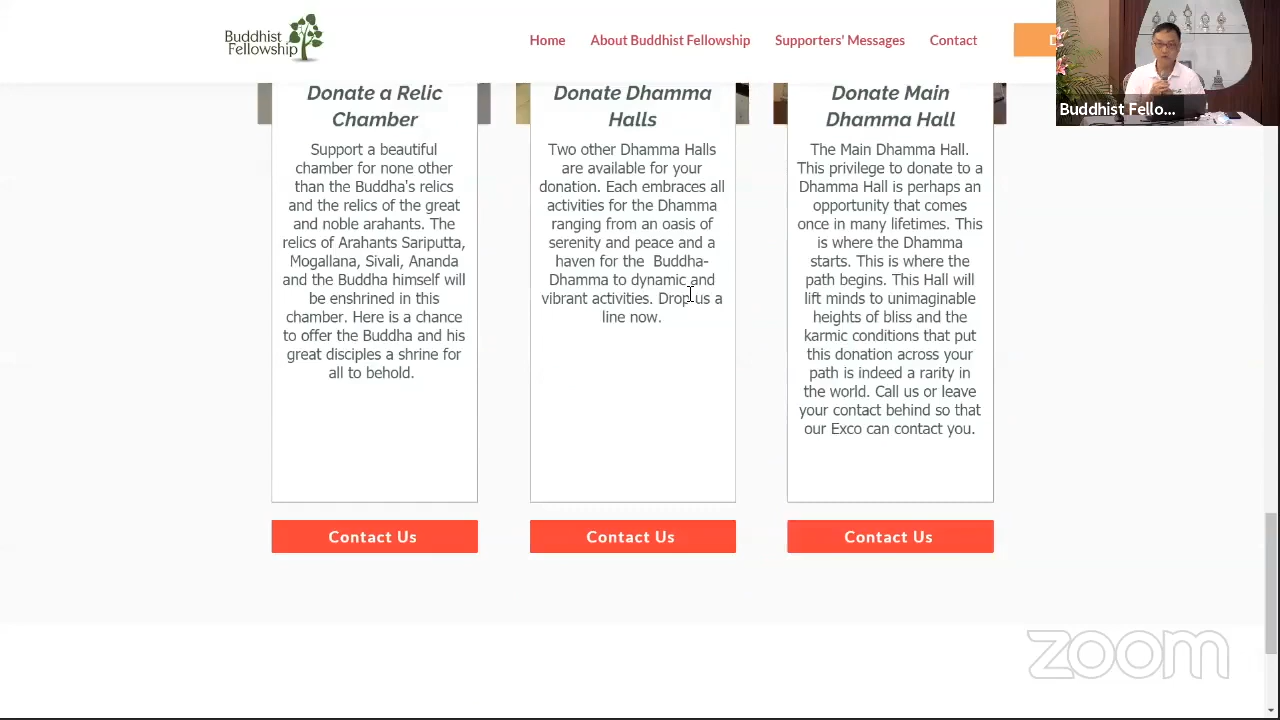 Buddhist
Fellowship
Home
About Buddhist Fellowship
Supporters' Messages
Contact
D
Buddhist Fello...
Donate a Relic
Chamber
Support a beautiful
chamber for none other
than the Buddha's relics
and the relics of the great
and noble arahants. The
relics of Arahants Sariputta,
Mogallana, Sivali, Ananda
and the Buddha himself will
be enshrined in this
chamber. Here is a chance
to offer the Buddha and his
great disciples a shrine for
all to behold.
Contact Us
Donate Dhamma
Halls
Two other Dhamma Halls
are available for your
donation. Each embraces all
activities for the Dhamma
ranging from an oasis of
serenity and peace and a
haven for the Buddha-
Dhamma to dynamic and
vibrant activities. Drop us a
line now.
Contact Us
Donate Main
Dhamma Hall
The Main Dhamma Hall.
This privilege to donate to a
Dhamma Hall is perhaps an
opportunity that comes
once in many lifetimes. This
is where the Dhamma
starts. This is where the
path begins. This Hall will
lift minds to unimaginable
heights of bliss and the
karmic conditions that put
this donation across your
path is indeed a rarity in
the world. Call us or leave
your contact behind so that
our Exco can contact you.
Contact Us
zoom